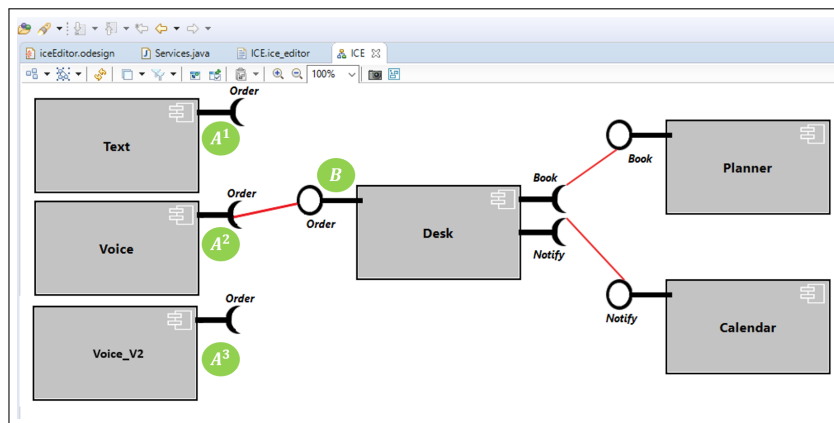 iceEditor.odesign
Services.java
ICE.ice_editor
ICE
100%
Order
Text
A1
Order
Voice
A2
Order
Voice_V2
A3
B
Order
Desk
Book
Notify
Book
Planner
Notify
Calendar